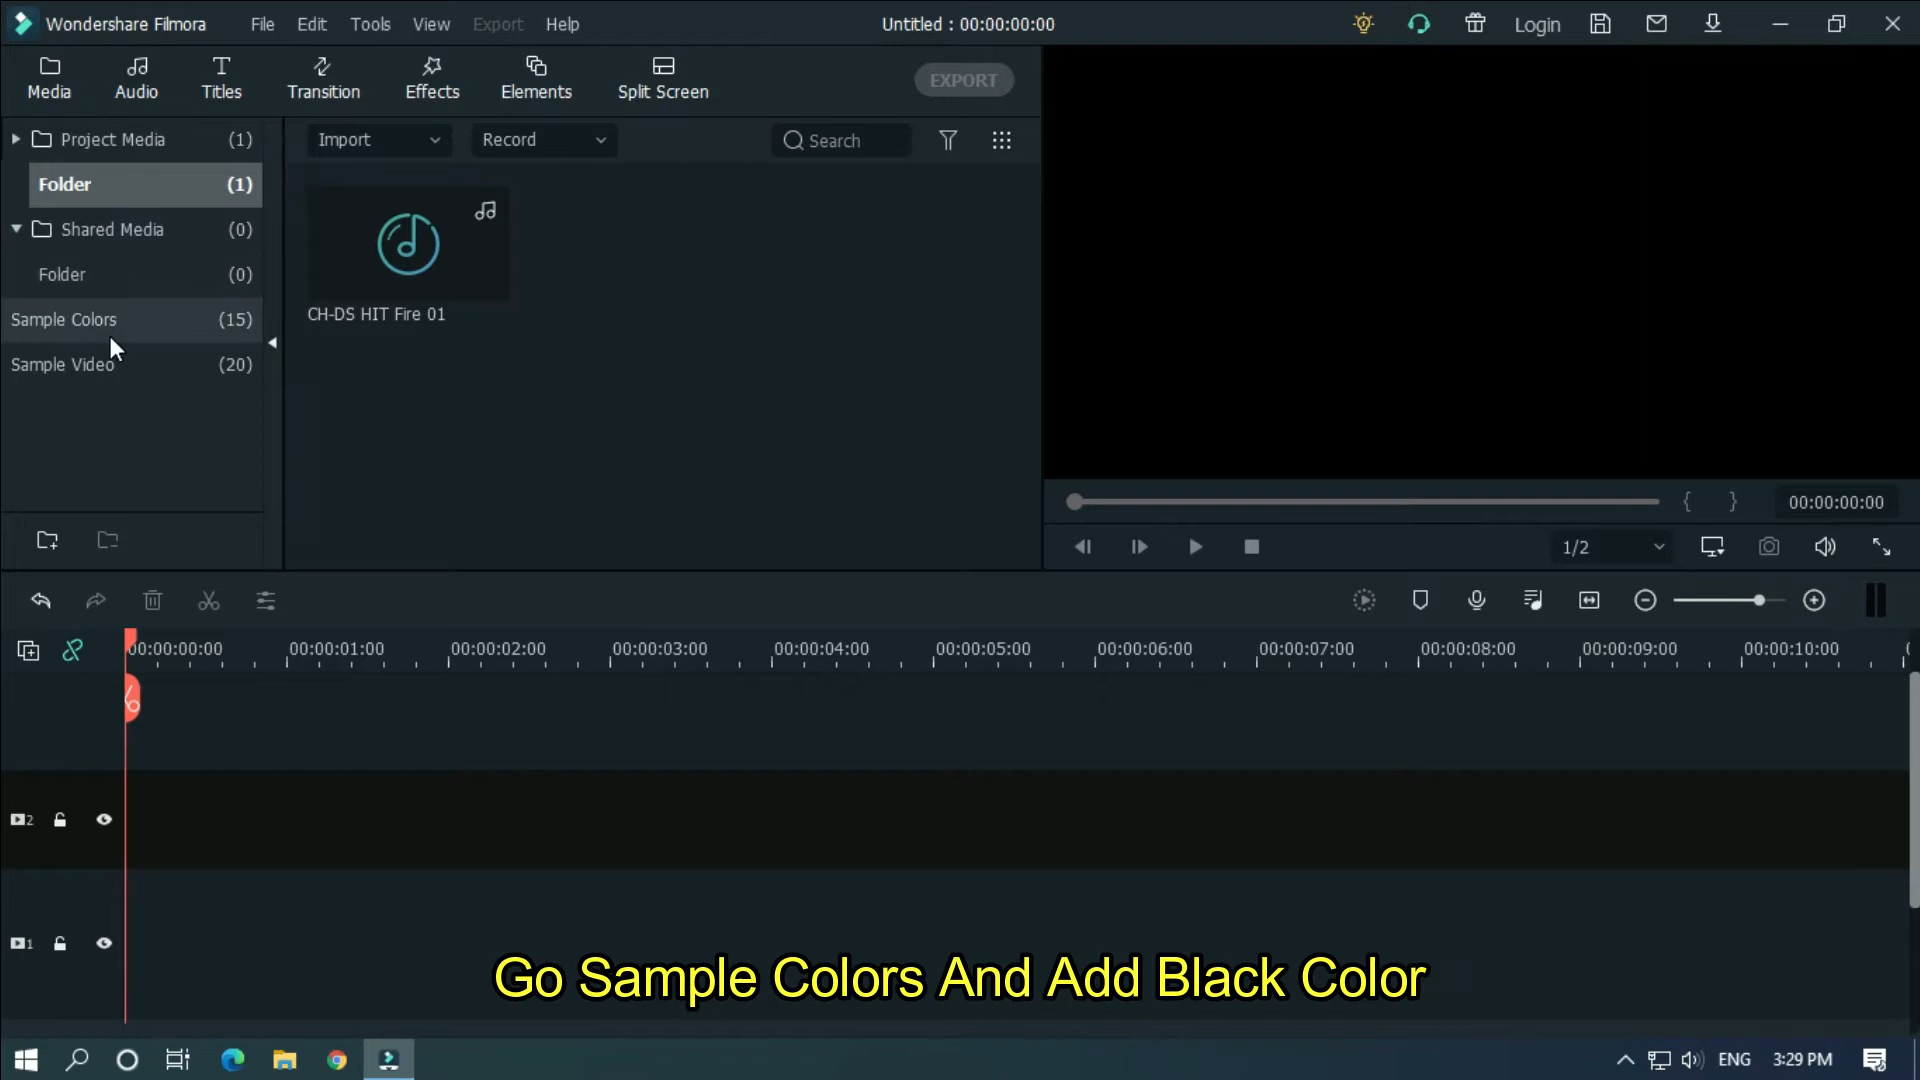 Wondershare Filmora
File
Edit
Tools
View
Export
Help
Untitled : 00:00:00:00
Login
Media
Audio
Titles
Transition
Effects
Elements
Split Screen
EXPORT
Project Media (1)
Folder (1)
Shared Media (0)
Folder (0)
Sample Colors (15)
Sample Video (20)
Import
Record
Search
CH-DS HIT Fire 01
{ } 00:00:00:00
1/2
00:00:00:00 00:00:01:00 00:00:02:00 00:00:03:00 00:00:04:00 00:00:05:00 00:00:06:00 00:00:07:00 00:00:08:00 00:00:09:00 00:00:10:00
2
1
Go Sample Colors And Add Black Color
ENG
3:29 PM